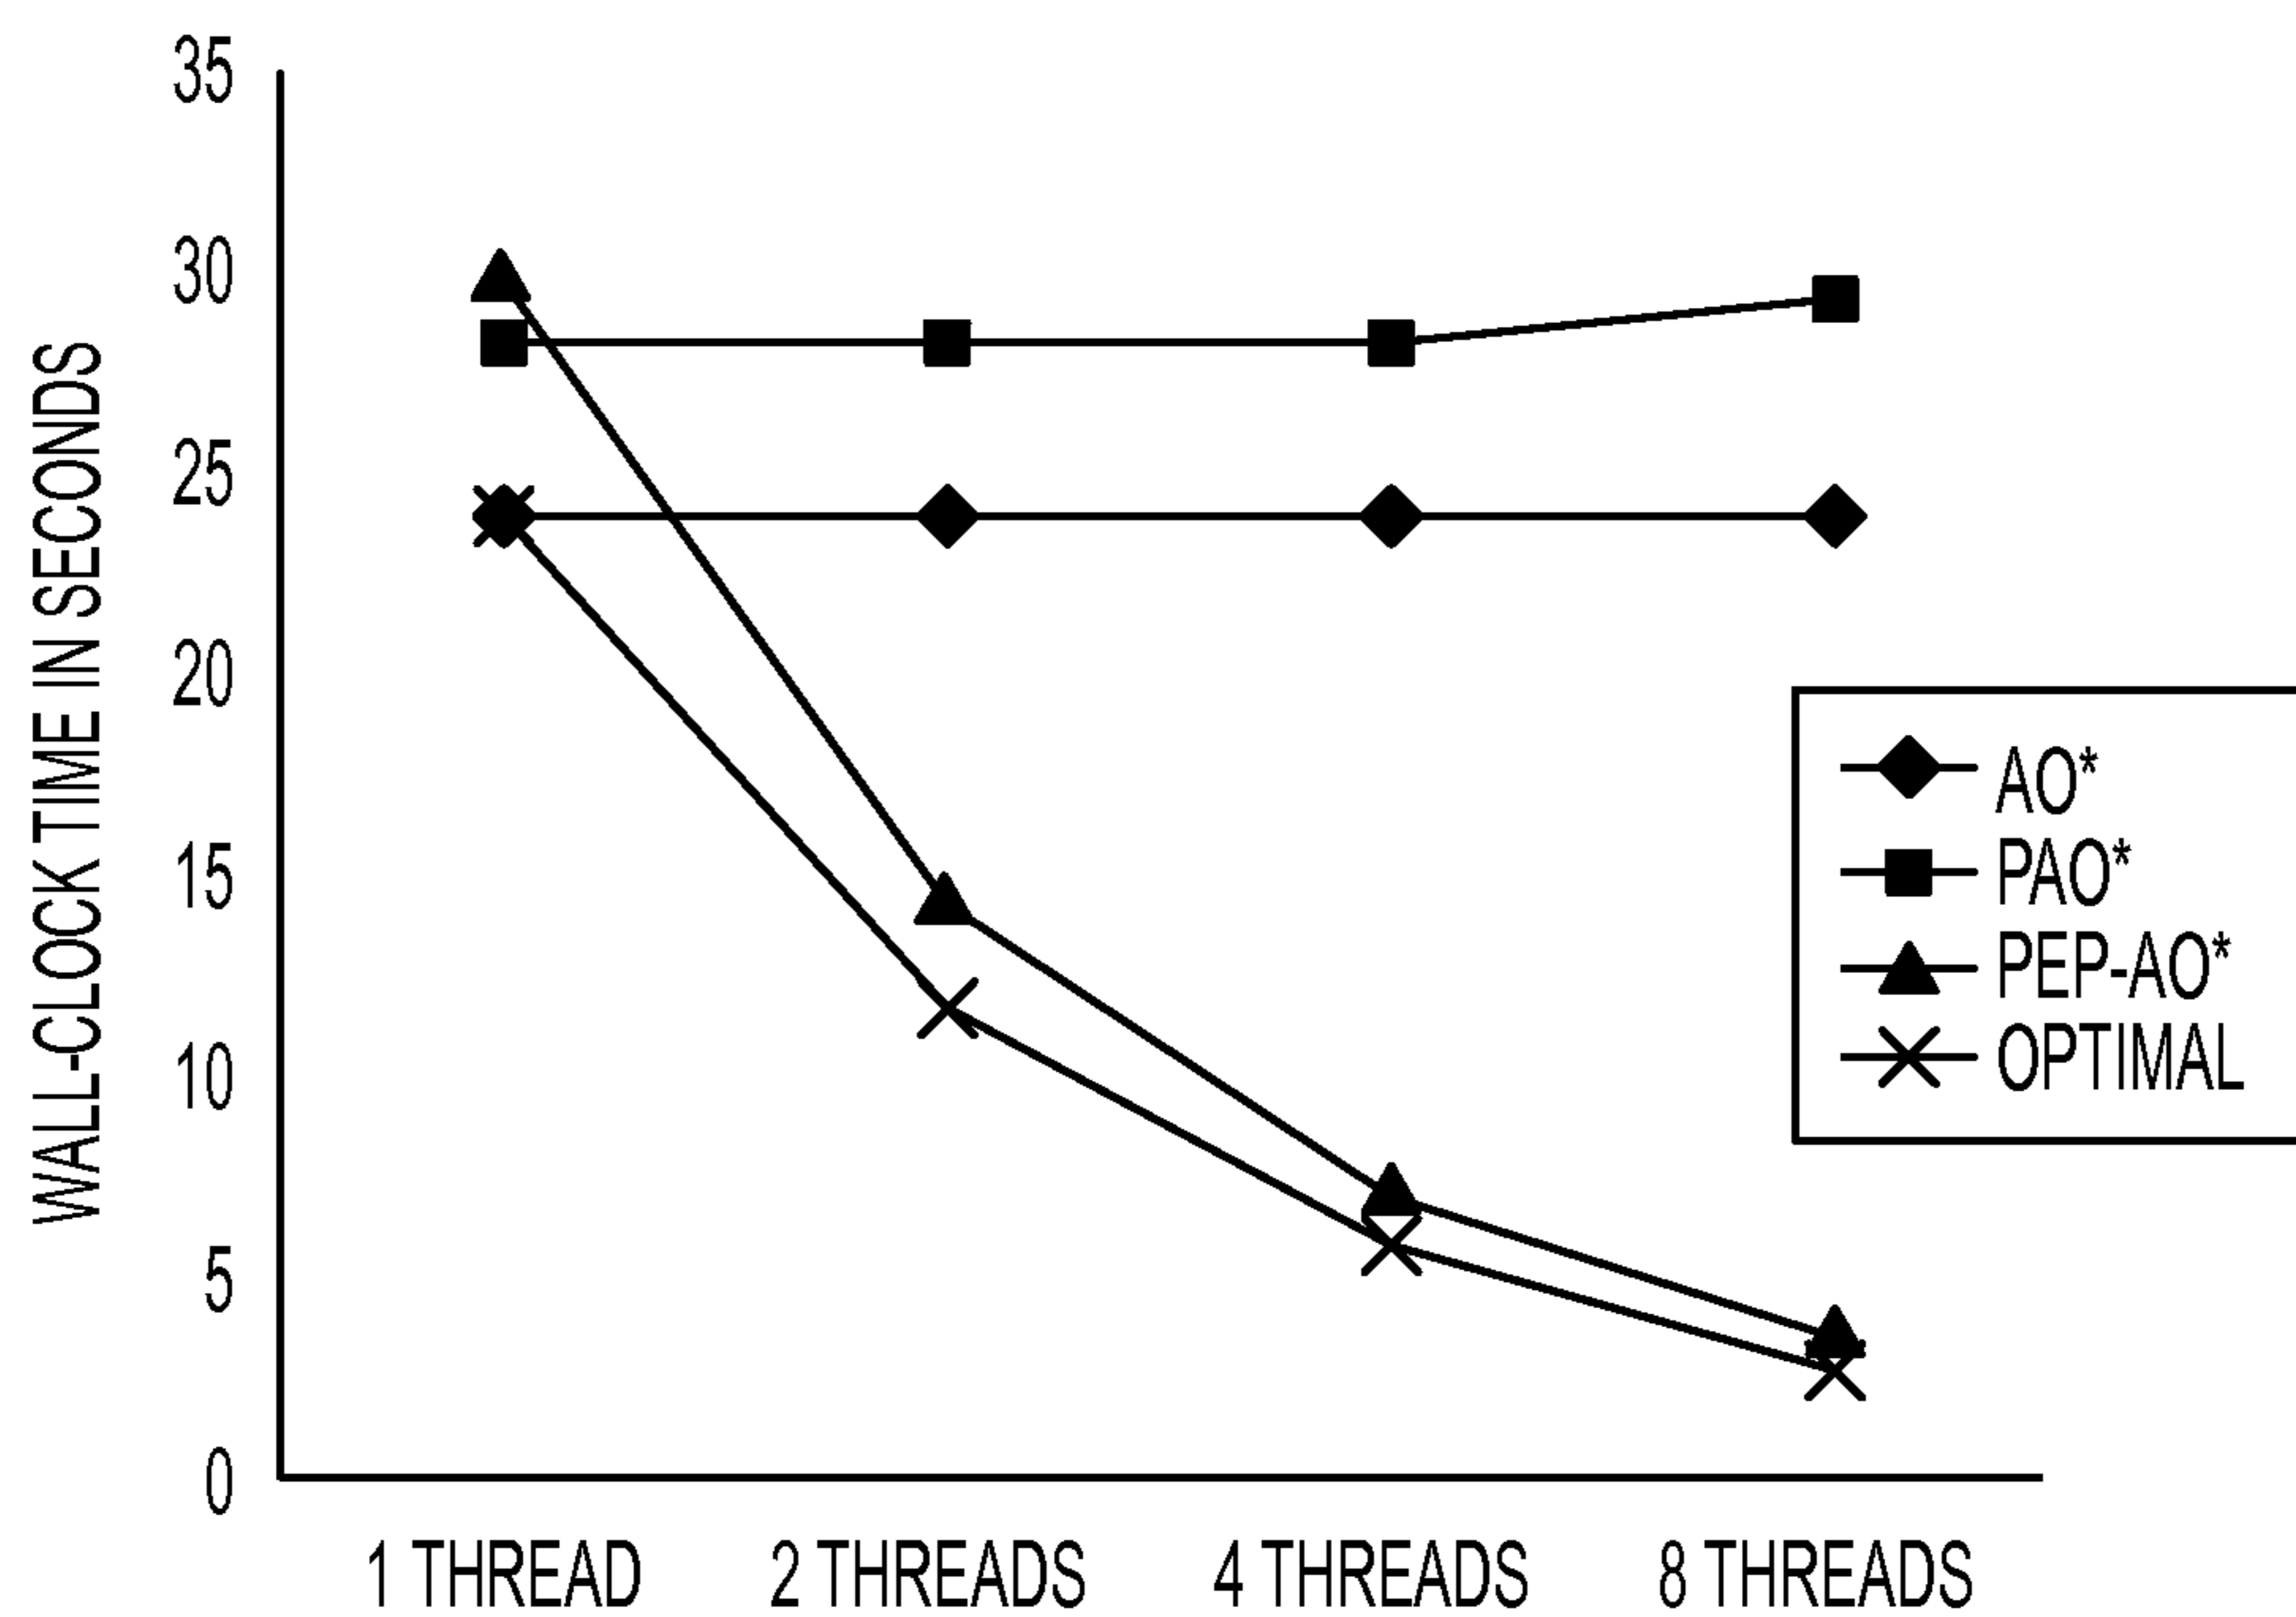 WALL-CLOCK TIME IN SECONDS
35
30
25
20
15
10
5
0
1 THREAD
2 THREADS
4 THREADS
8 THREADS
AO*
PAO*
PEP-AO*
OPTIMAL